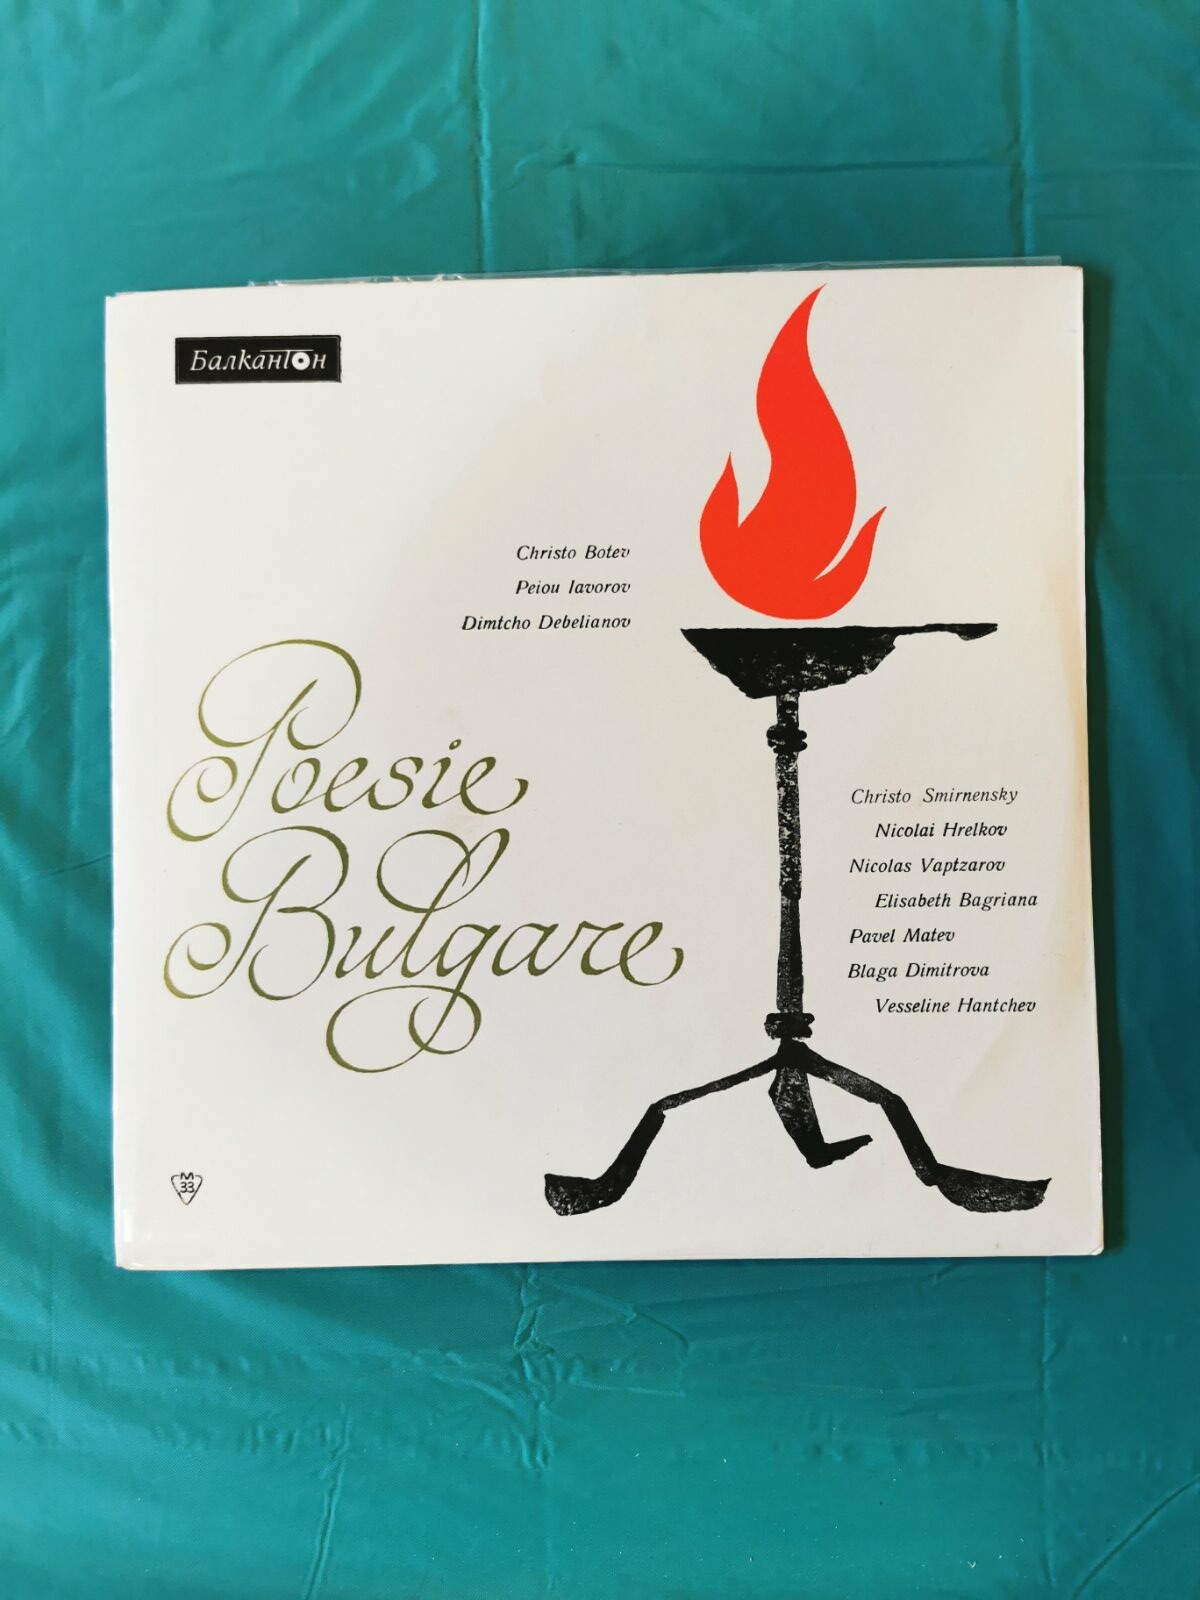 Балкантон
Christo Botev
Peiou Iavorov
Dimtcho Debelianov
Poesie
Bulgare
Christo Smirnensky
Nicolai Hrelkov
Nicolas Vaptzarov
Elisabeth Bagriana
Pavel Matev
Blaga Dimitrova
Vesseline Hantchev
M
33